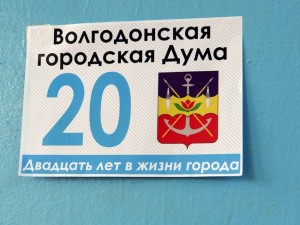 Волгодонская
городская Дума
20
Двадцать лет в жизни города